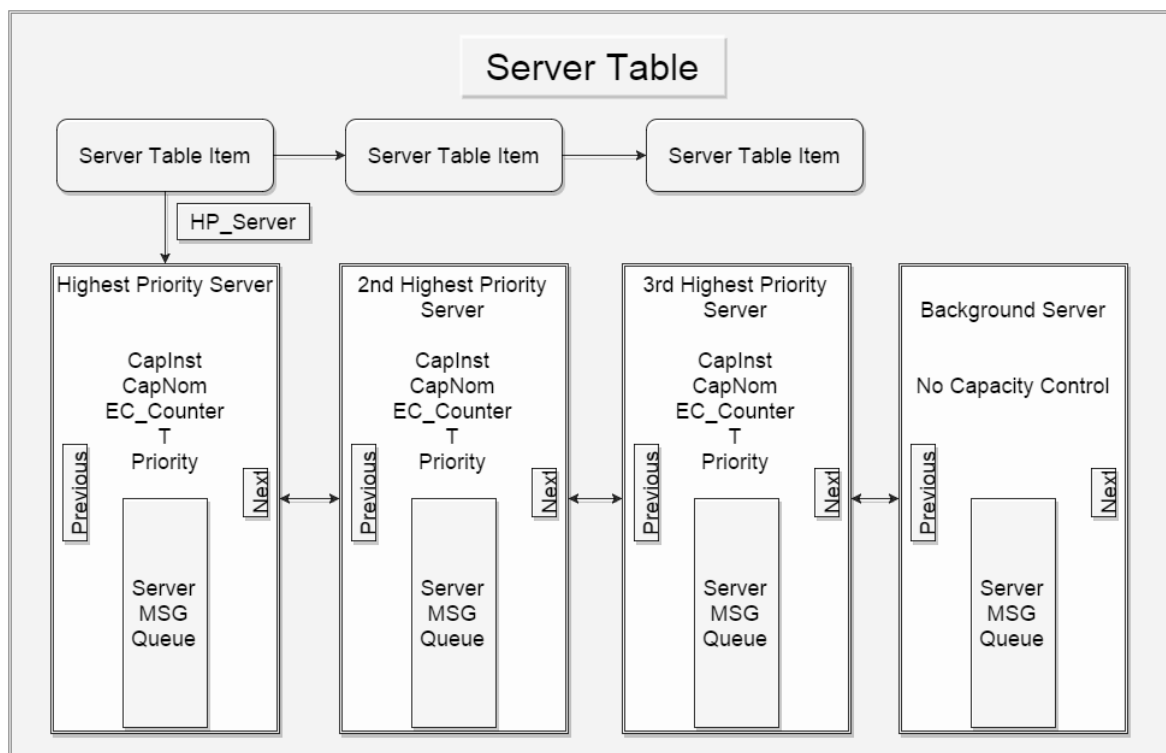 Server Table
Server Table Item
Server Table Item
Server Table Item
HP_Server
Highest Priority Server
CapInst
CapNom
EC_Counter
T
Priority
Previous
Next
Server
MSG
Queue
2nd Highest Priority
Server
CapInst
CapNom
EC_Counter
T
Priority
Previous
Next
Server
MSG
Queue
3rd Highest Priority
Server
CapInst
CapNom
EC_Counter
T
Priority
Previous
Next
Server
MSG
Queue
Background Server
No Capacity Control
Previous
Next
Server
MSG
Queue